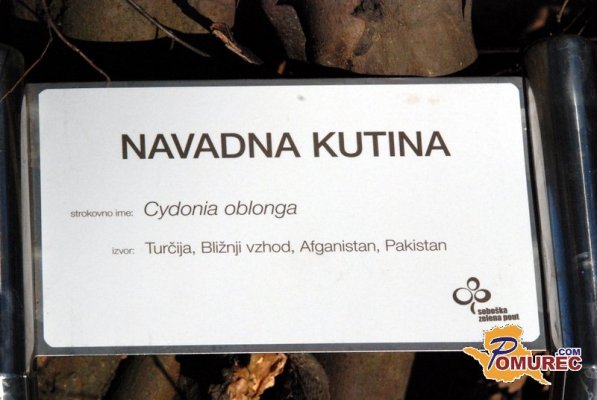 NAVADNA KUTINA
strokovno ime: Cydonia oblonga
izvor: Turčija, Bližnji vzhod, Afganistan, Pakistan
soboška
zelena pout
POMUREC.COM